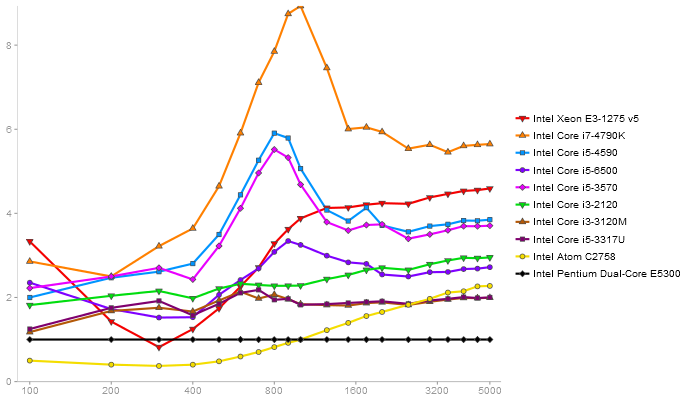 8
6
4
2
0
100
200
400
800
1600
3200
5000
Intel Xeon E3-1275 v5
Intel Core i7-4790K
Intel Core i5-4590
Intel Core i5-6500
Intel Core i5-3570
Intel Core i3-2120
Intel Core i3-3120M
Intel Core i5-3317U
Intel Atom C2758
Intel Pentium Dual-Core E5300